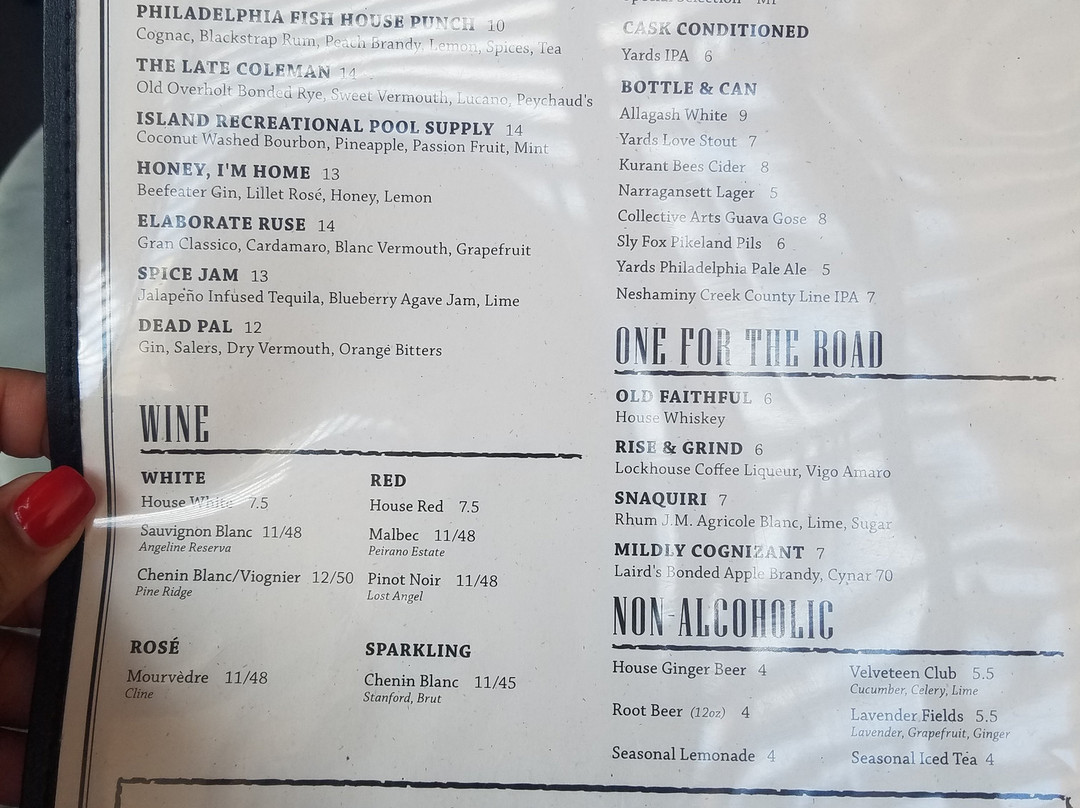 PHILADELPHIA FISH HOUSE PUNCH 10
Cognac, Blackstrap Rum, Peach Brandy, Lemon, Spices, Tea
THE LATE COLEMAN 14
Old Overholt Bonded Rye, Sweet Vermouth, Lucano, Peychaud's
ISLAND RECREATIONAL POOL SUPPLY 14
Coconut Washed Bourbon, Pineapple, Passion Fruit, Mint
HONEY, I'M HOME 13
Beefeater Gin, Lillet Rosé, Honey, Lemon
ELABORATE RUSE 14
Gran Classico, Cardamaro, Blanc Vermouth, Grapefruit
SPICE JAM 13
Jalapeño Infused Tequila, Blueberry Agave Jam, Lime
DEAD PAL 12
Gin, Salers, Dry Vermouth, Orange Bitters
WINE
WHITE
House White 7.5
Sauvignon Blanc 11/48
Angeline Reserva
Chenin Blanc/Viognier 12/50
Pine Ridge
RED
House Red 7.5
Malbec 11/48
Peirano Estate
Pinot Noir 11/48
Lost Angel
ROSÉ
Mourvèdre 11/48
Cline
SPARKLING
Chenin Blanc 11/45
Stanford, Brut
CASK CONDITIONED
Yards IPA 6
BOTTLE & CAN
Allagash White 9
Yards Love Stout 7
Kurant Bees Cider 8
Narragansett Lager 5
Collective Arts Guava Gose 8
Sly Fox Pikeland Pils 6
Yards Philadelphia Pale Ale 5
Neshaminy Creek County Line IPA 7
ONE FOR THE ROAD
OLD FAITHFUL 6
House Whiskey
RISE & GRIND 6
Lockhouse Coffee Liqueur, Vigo Amaro
SNAQUIRI 7
Rhum J.M. Agricole Blanc, Lime, Sugar
MILDLY COGNIZANT 7
Laird's Bonded Apple Brandy, Cynar 70
NON-ALCOHOLIC
House Ginger Beer 4
Root Beer (12oz) 4
Seasonal Lemonade 4
Velveteen Club 5.5
Cucumber, Celery, Lime
Lavender Fields 5.5
Lavender, Grapefruit, Ginger
Seasonal Iced Tea 4